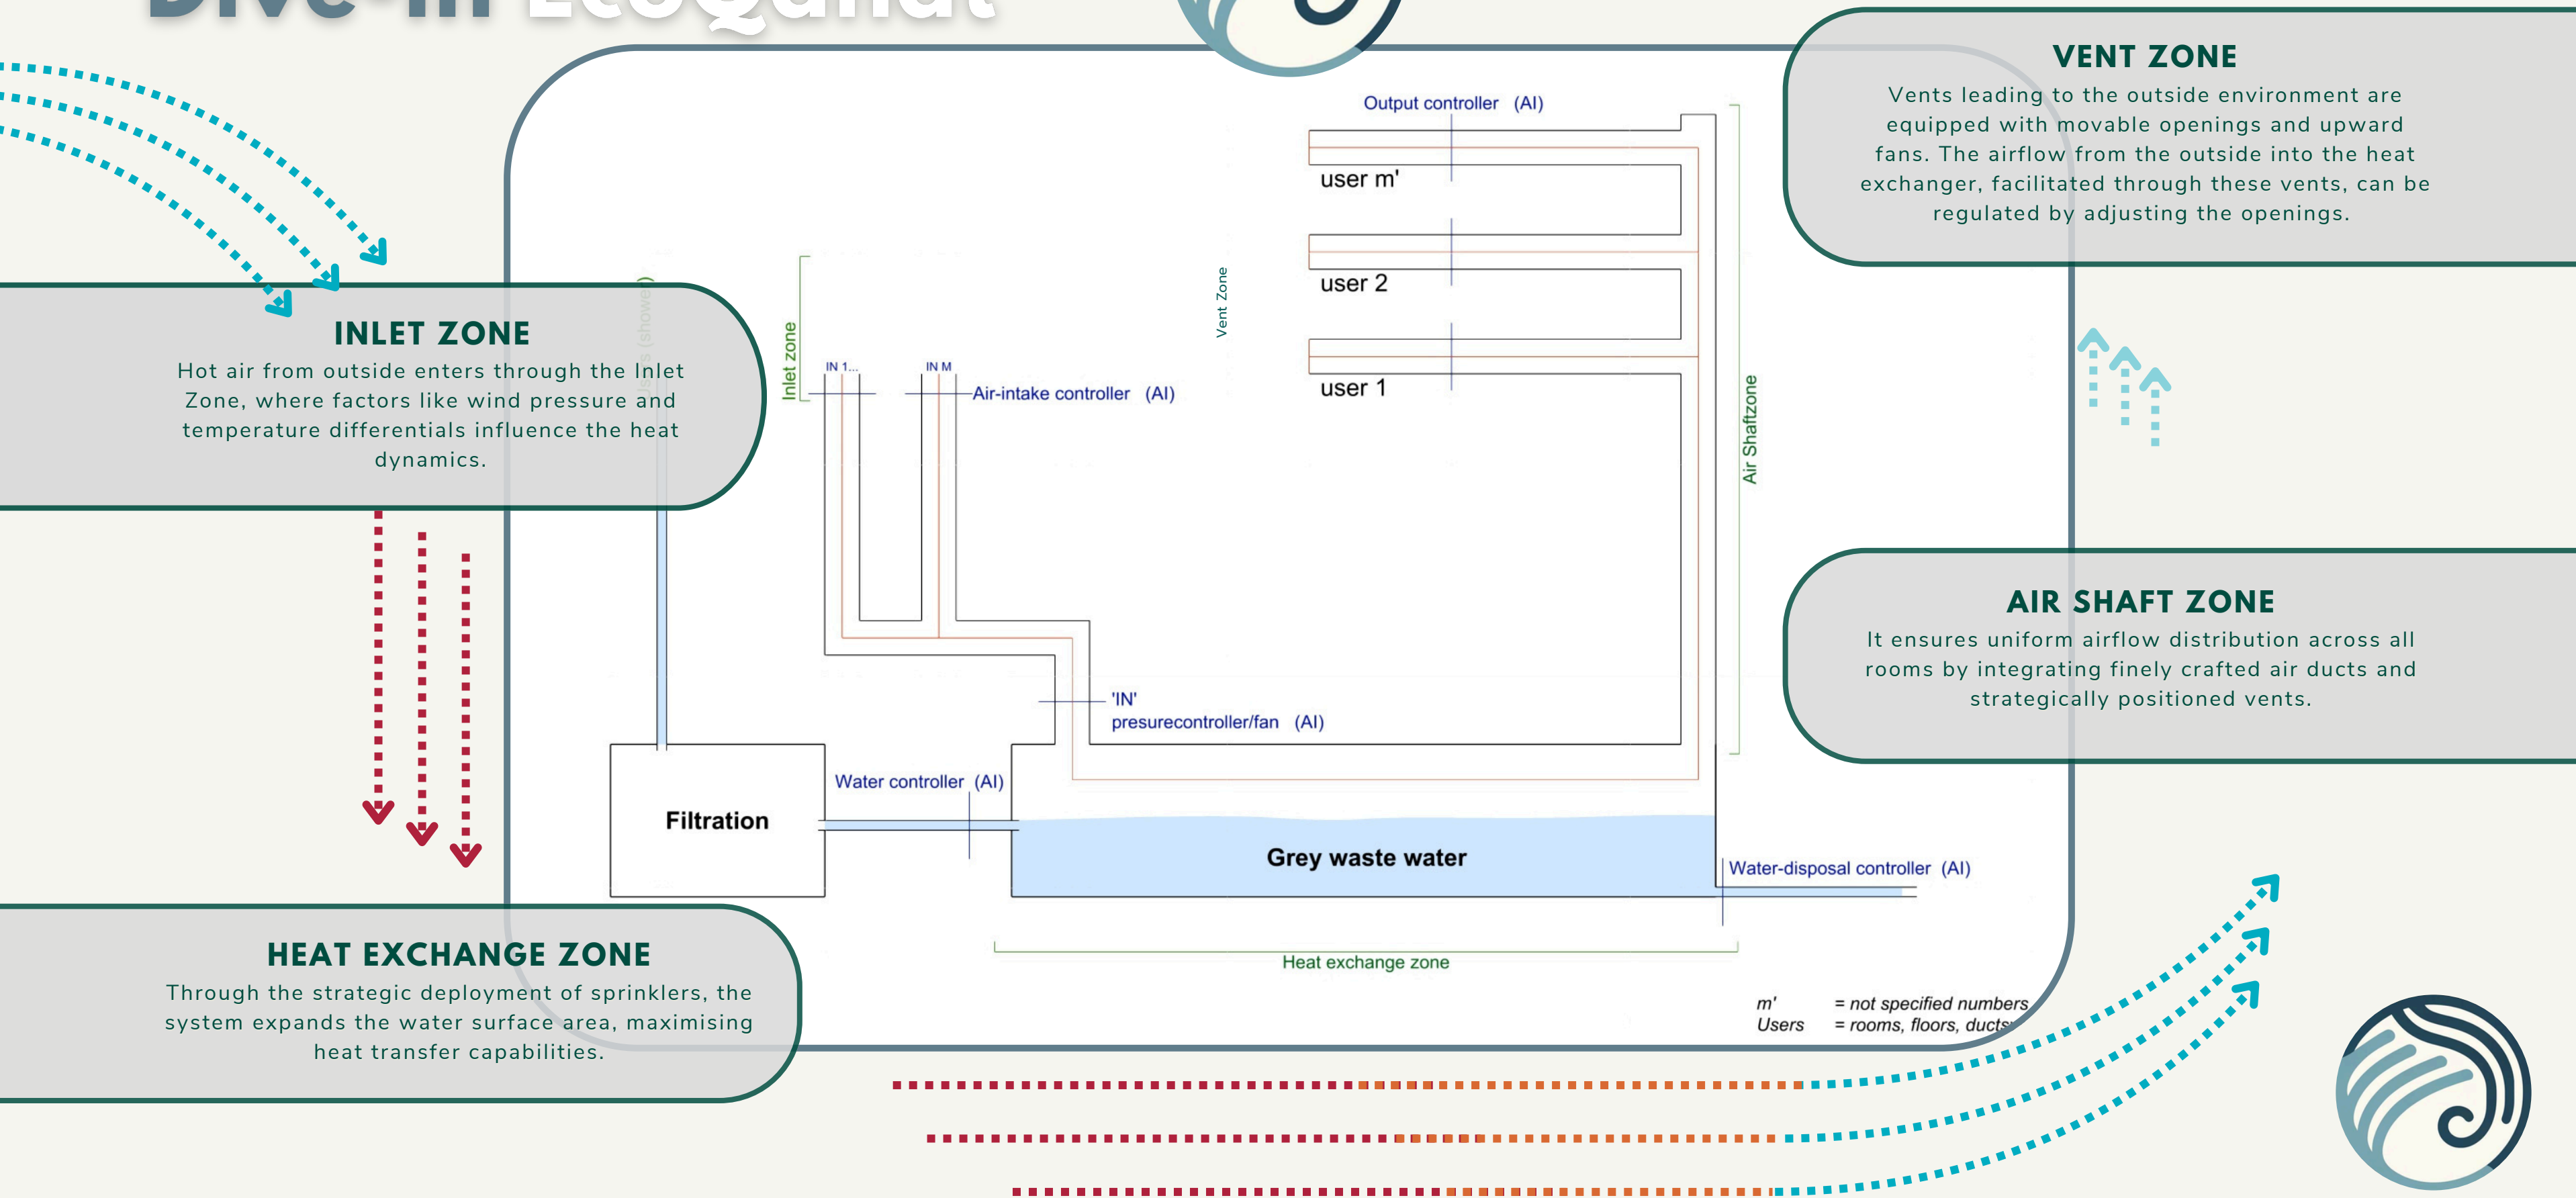 Dive-in EcoQanat
VENT ZONE
Vents leading to the outside environment are
equipped with movable openings and upward
fans. The airflow from the outside into the heat
exchanger, facilitated through these vents, can be
regulated by adjusting the openings.
INLET ZONE
Hot air from outside enters through the Inlet
Zone, where factors like wind pressure and
temperature differentials influence the heat
dynamics.
(shower)
Inlet zone
IN 1...
IN M
Air-intake controller (AI)
Vent Zone
Output controller (AI)
user m'
user 2
user 1
Air Shaftzone
AIR SHAFT ZONE
It ensures uniform airflow distribution across all
rooms by integrating finely crafted air ducts and
strategically positioned vents.
'IN'
presurecontroller/fan (AI)
Water controller (AI)
Filtration
Grey waste water
Water-disposal controller (AI)
Heat exchange zone
HEAT EXCHANGE ZONE
Through the strategic deployment of sprinklers, the
system expands the water surface area, maximising
heat transfer capabilities.
m' = not specified numbers
Users = rooms, floors, ducts